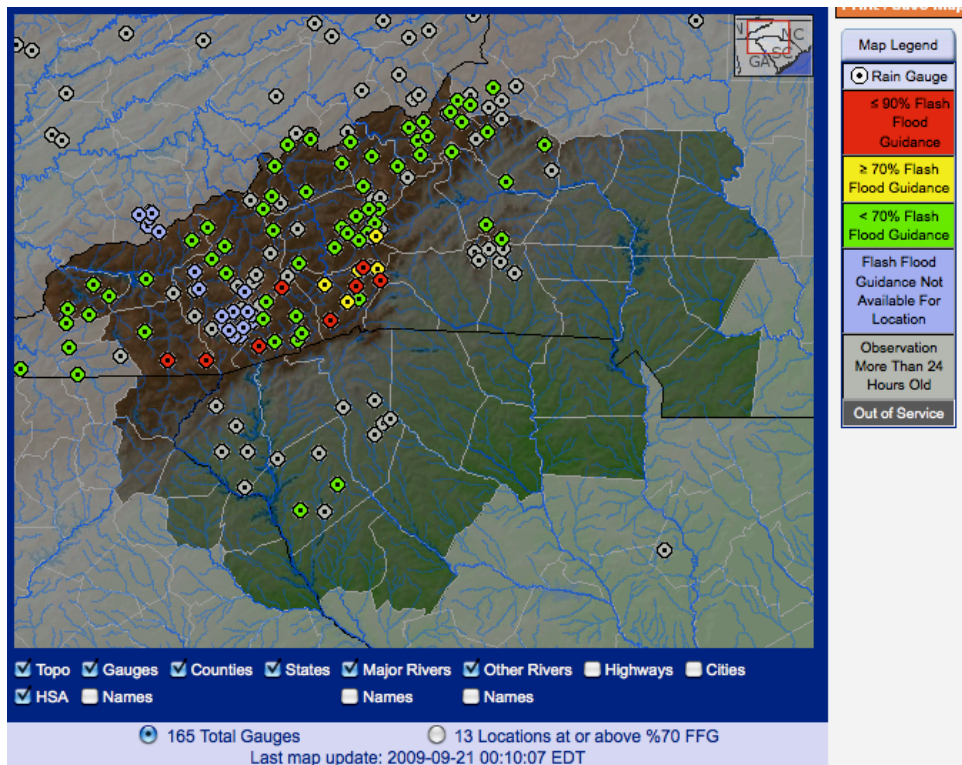 Print / Save Map
N
NC
SC
GA
Map Legend
Rain Gauge
≤ 90% Flash
Flood
Guidance
≥ 70% Flash
Flood Guidance
< 70% Flash
Flood Guidance
Flash Flood
Guidance Not
Available For
Location
Observation
More Than 24
Hours Old
Out of Service
Topo Gauges Counties States Major Rivers Other Rivers Highways Cities
HSA Names Names Names
165 Total Gauges 13 Locations at or above %70 FFG
Last map update: 2009-09-21 00:10:07 EDT